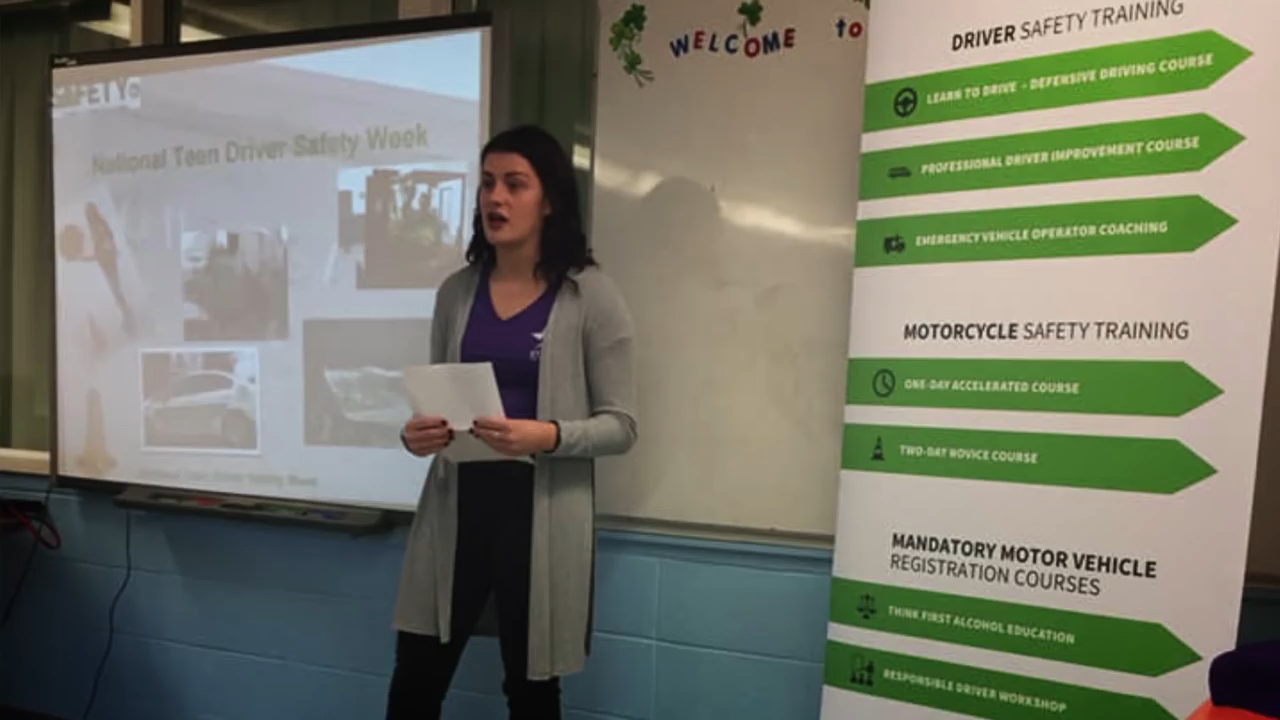 SAFETY
National Teen Driver Safety Week
WELCOME to
DRIVER SAFETY TRAINING
LEARN TO DRIVE - DEFENSIVE DRIVING COURSE
PROFESSIONAL DRIVER IMPROVEMENT COURSE
EMERGENCY VEHICLE OPERATOR COACHING
MOTORCYCLE SAFETY TRAINING
ONE-DAY ACCELERATED COURSE
TWO-DAY NOVICE COURSE
MANDATORY MOTOR VEHICLE
REGISTRATION COURSES
THINK FIRST ALCOHOL EDUCATION
RESPONSIBLE DRIVER WORKSHOP